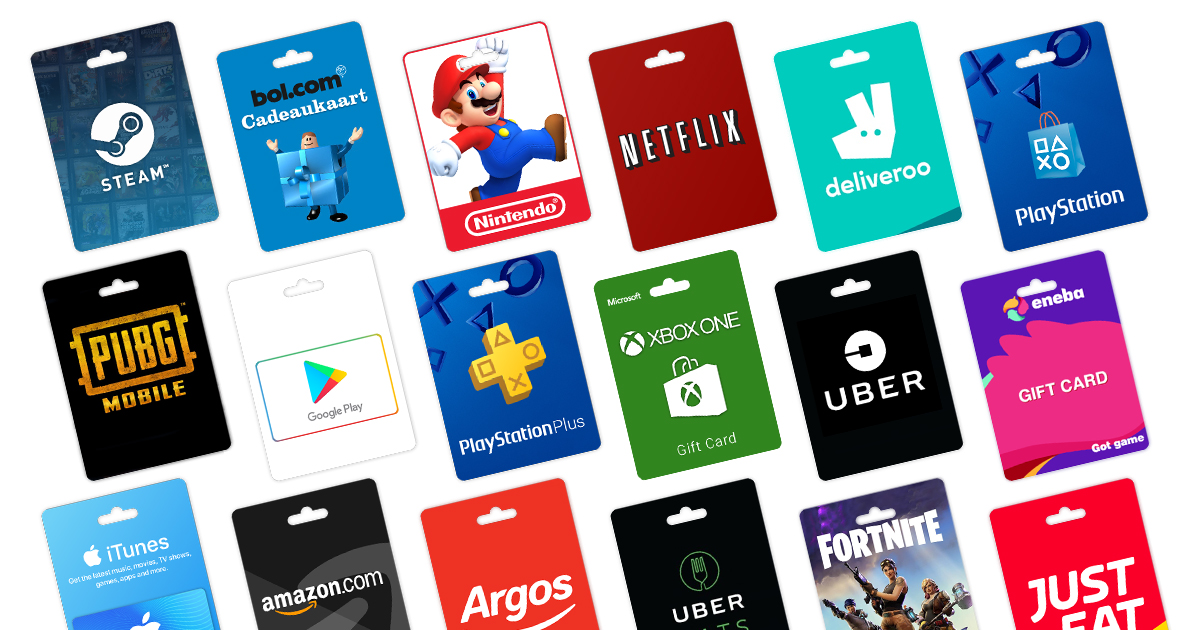 STEAM™
bol.com
Cadeaukaart
Nintendo®
NETFLIX
deliveroo
PlayStation
PUBG
MOBILE
Google Play
PlayStation Plus
Microsoft
XBOX ONE
Gift Card
UBER
eneba
GIFT CARD
Got game
iTunes
Get the latest music, movies, TV shows,
games, apps and more.
amazon.com
Argos
UBER
FORTNITE
JUST
EAT